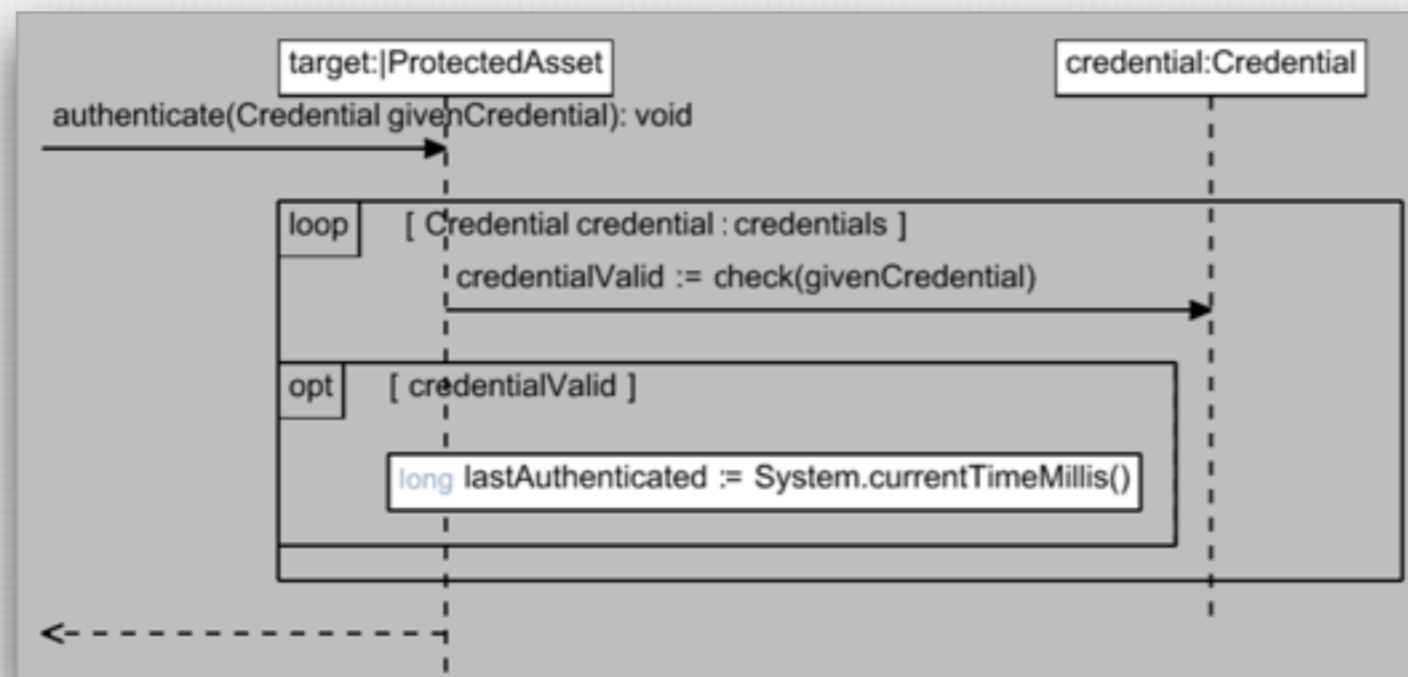 target:|ProtectedAsset
credential:Credential
authenticate(Credential givenCredential): void
loop
[ Credential credential : credentials ]
credentialValid := check(givenCredential)
opt
[ credentialValid ]
long lastAuthenticated := System.currentTimeMillis()